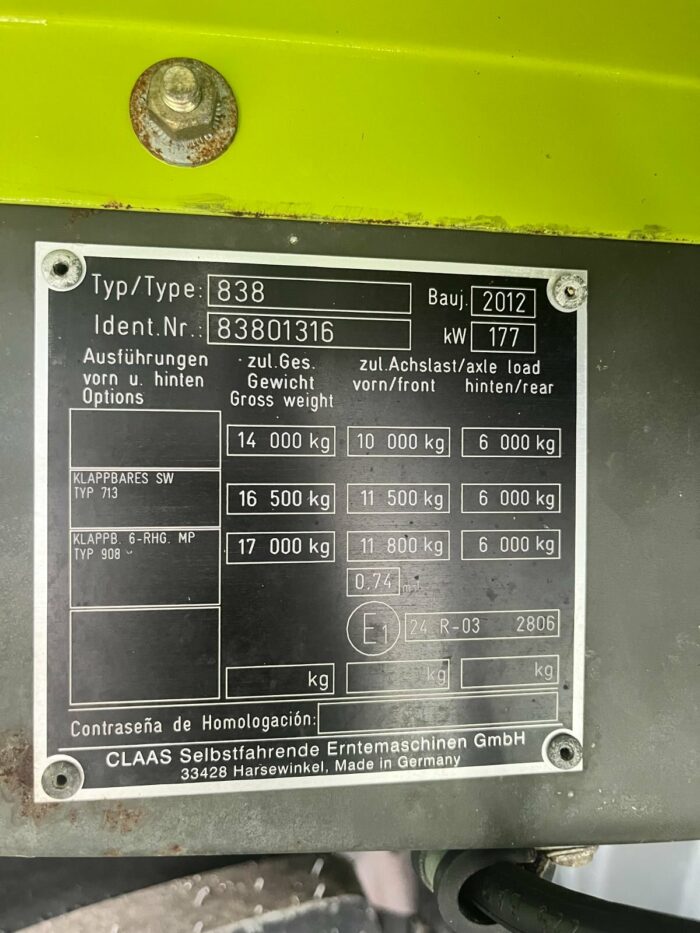 Typ/Type: 838 Bauj. 2012
Ident.Nr.: 83801316 kW 177
Ausführungen
vorn u. hinten
Options
zul.Ges.
Gewicht
Gross weight
zul.Achslast/axle load
vorn/front hinten/rear
14 000 kg 10 000 kg 6 000 kg
KLAPPBARES SW
TYP 713
16 500 kg 11 500 kg 6 000 kg
KLAPPB. 6-RHG. MP
TYP 908
17 000 kg 11 800 kg 6 000 kg
0,74
E1 24 R-03 2806
kg kg kg
Contraseña de Homologación:
CLAAS Selbstfahrende Erntemaschinen GmbH
33428 Harsewinkel, Made in Germany